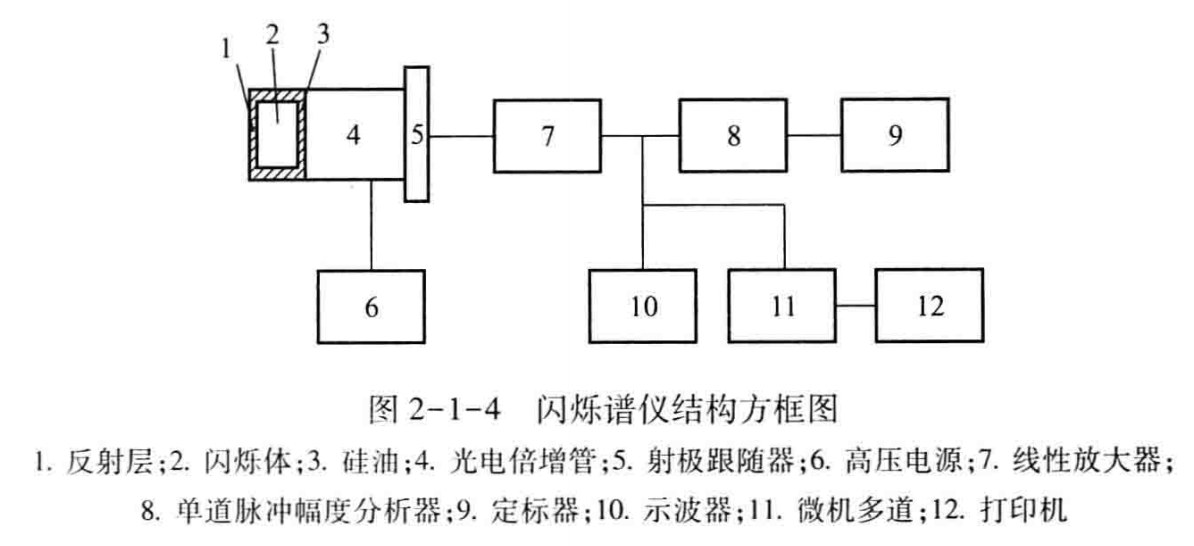 1 2 3
4 5 7 8 9
6 10 11 12
图 2-1-4 闪烁谱仪结构方框图
1. 反射层;2. 闪烁体;3. 硅油;4. 光电倍增管;5. 射极跟随器;6. 高压电源;7. 线性放大器;
8. 单道脉冲幅度分析器;9. 定标器;10. 示波器;11. 微机多道;12. 打印机